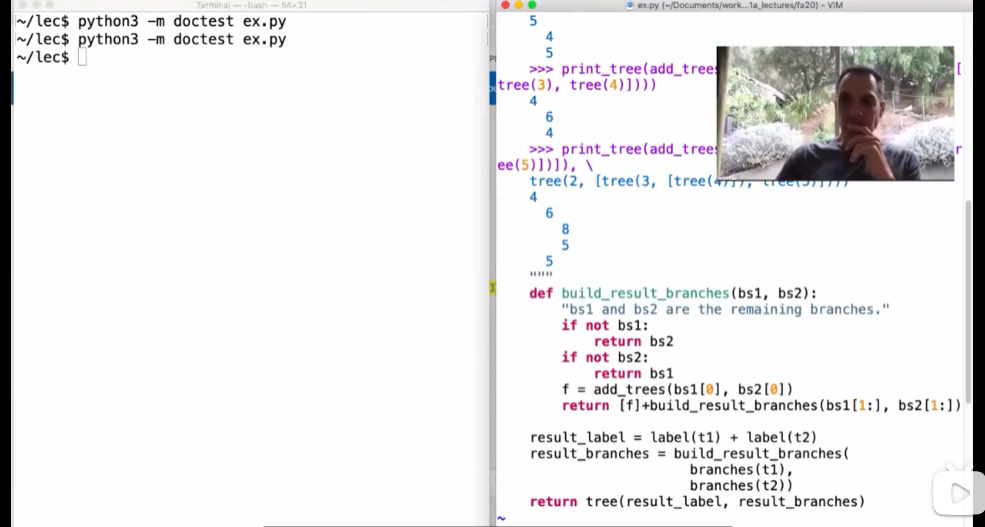 Terminal — -bash — 54×31
~/lec$ python3 -m doctest ex.py
~/lec$ python3 -m doctest ex.py
~/lec$
ex.py (~/Documents/work...1a_lectures/fa20) - VIM
5
4
5
>>> print_tree(add_trees [
tree(3), tree(4)])))
4
6
4
>>> print_tree(add_trees r
ee(5)])]), \
tree(2, [tree(3, [tree(4)]), tree(5)])))
4
6
8
5
5
"""
def build_result_branches(bs1, bs2):
"bs1 and bs2 are the remaining branches."
if not bs1:
return bs2
if not bs2:
return bs1
f = add_trees(bs1[0], bs2[0])
return [f]+build_result_branches(bs1[1:], bs2[1:])
result_label = label(t1) + label(t2)
result_branches = build_result_branches(
branches(t1),
branches(t2))
return tree(result_label, result_branches)
~